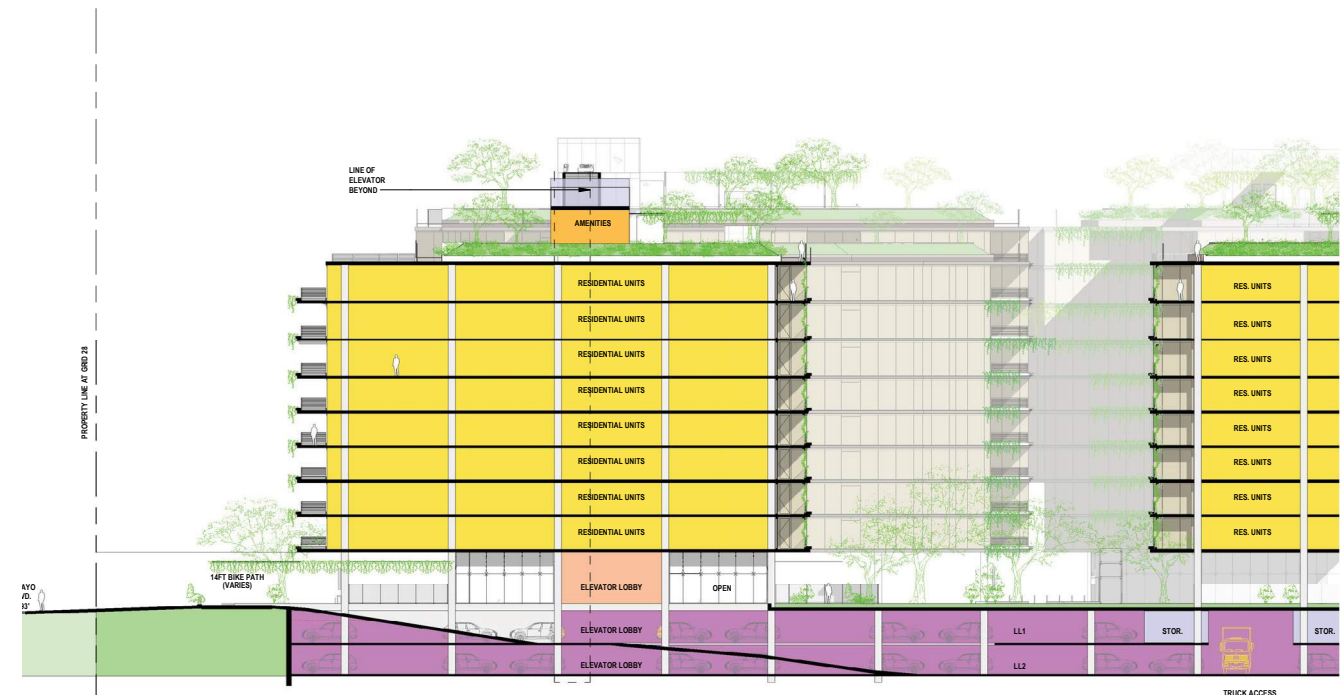 LINE OF
ELEVATOR
BEYOND
AMENITIES
PROPERTY LINE AT GRID 28
RESIDENTIAL UNITS
RES. UNITS
RESIDENTIAL UNITS
RES. UNITS
RESIDENTIAL UNITS
RES. UNITS
RESIDENTIAL UNITS
RES. UNITS
RESIDENTIAL UNITS
RES. UNITS
RESIDENTIAL UNITS
RES. UNITS
RESIDENTIAL UNITS
RES. UNITS
RESIDENTIAL UNITS
RES. UNITS
AYO
VD.
33'
14FT BIKE PATH
(VARIES)
ELEVATOR LOBBY
OPEN
ELEVATOR LOBBY
LL1
STOR.
STOR.
ELEVATOR LOBBY
LL2
TRUCK ACCESS